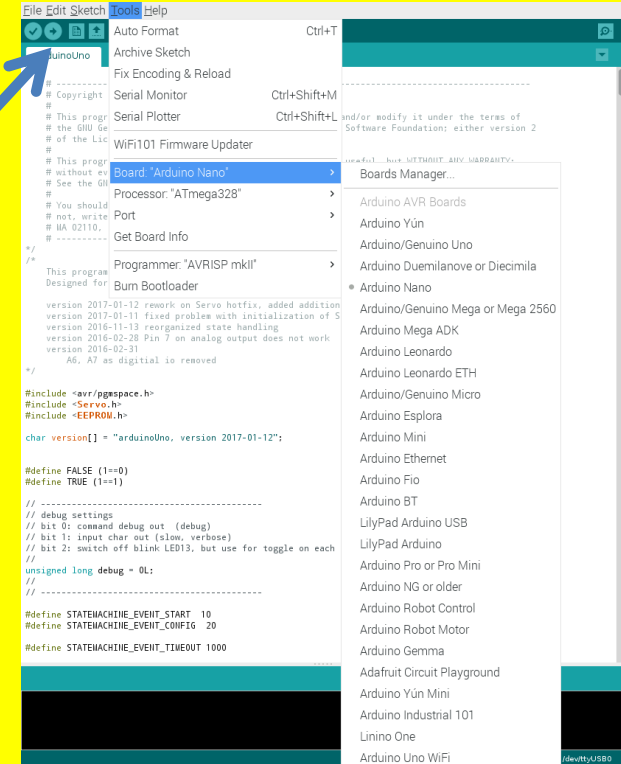 File Edit Sketch Tools Help
duinoUno
Auto Format Ctrl+T
Archive Sketch
Fix Encoding & Reload
Serial Monitor Ctrl+Shift+M
Serial Plotter Ctrl+Shift+L
WiFi101 Firmware Updater
Board: "Arduino Nano"
Processor: "ATmega328"
Port
Get Board Info
Programmer: "AVRISP mkII"
Burn Bootloader
Boards Manager...
Arduino AVR Boards
Arduino Yún
Arduino/Genuino Uno
Arduino Duemilanove or Diecimila
Arduino Nano
Arduino/Genuino Mega or Mega 2560
Arduino Mega ADK
Arduino Leonardo
Arduino Leonardo ETH
Arduino/Genuino Micro
Arduino Esplora
Arduino Mini
Arduino Ethernet
Arduino Fio
Arduino BT
LilyPad Arduino USB
LilyPad Arduino
Arduino Pro or Pro Mini
Arduino NG or older
Arduino Robot Control
Arduino Robot Motor
Arduino Gemma
Adafruit Circuit Playground
Arduino Yún Mini
Arduino Industrial 101
Linino One
Arduino Uno WiFi
# ---------- ----------
# Copyright
#
# This progr and/or modify it under the terms of
# the GNU Ge Software Foundation; either version 2
# of the Lic
#
# This progr useful, but WITHOUT ANY WARRANTY;
# without ev
# See the GN
#
# You should
# not, write
# MA 02110,
# ----------
*/
/*
This program
Designed for
version 2017-01-12 rework on Servo hotfix, added addition
version 2017-01-11 fixed problem with initialization of S
version 2016-11-13 reorganized state handling
version 2016-02-28 Pin 7 on analog output does not work
version 2016-02-31
A6, A7 as digitial io removed
*/
#include <avr/pgmspace.h>
#include <Servo.h>
#include <EEPROM.h>
char version[] = "arduinoUno, version 2017-01-12";
#define FALSE (1==0)
#define TRUE (1==1)
// ------------------------------------------
// debug settings
// bit 0: command debug out (debug)
// bit 1: input char out (slow, verbose)
// bit 2: switch off blink LED13, but use for toggle on each
//
unsigned long debug = 0L;
//
// ------------------------------------------
#define STATEMACHINE_EVENT_START 10
#define STATEMACHINE_EVENT_CONFIG 20
#define STATEMACHINE_EVENT_TIMEOUT 1000
/dev/ttyUSB0